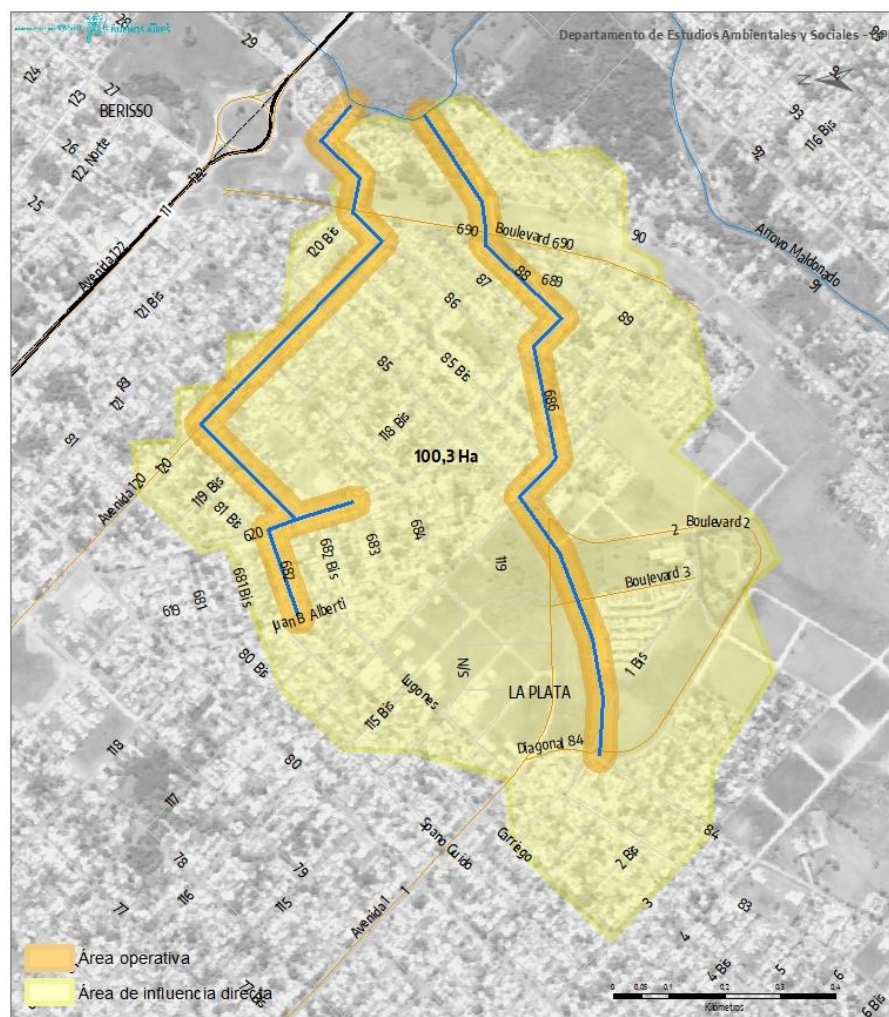 BUENOS AIRES
Departamento de Estudios Ambientales y Sociales -
28
29
124
27
123
BERISSO
26
122 Norte
25
122
11
Avenida 122
93
116 Bis
92
Arroyo Maldonado
91
90
690
Boulevard 690
120 Bis
121 Bis
87
88
689
86
89
85
85 Bis
83
121
81
118 Bis
686
100,3 Ha
Avenida 120
120
119 Bis
81 Bis
620
682 Bis
683
684
119
2
Boulevard 2
Boulevard 3
682
681 Bis
681
619
Juan B Alberti
80 Bis
N/S
1 Bis
Lugones
LA PLATA
115 Bis
Diagonal 84
118
80
117
Spano Guido
Carriego
84
2 Bis
78
79
116
115
77
Avenida 1
1
3
83
4
4 Bis
5
6
6 Bis
77 Bis
Área operativa
Área de influencia directa
0 0,05 0,1 0,2 0,3 0,4
Kilómetros